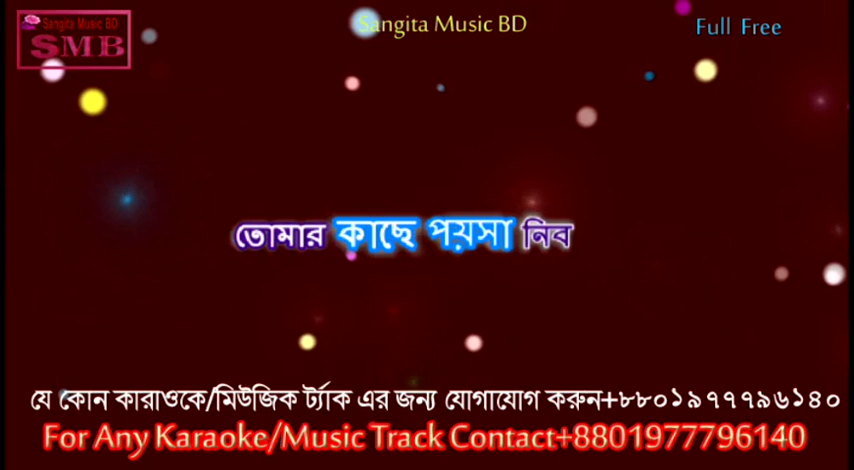 Sangita Music BD
SMB
Sangita Music BD
Full Free
তোমার কাছে পয়সা নিব
যে কোন কারাওকে/মিউজিক ট্র্যাক এর জন্য যোগাযোগ করুন+৮৮০১৯৭৭৭৯৬১৪০
For Any Karaoke/Music Track Contact+8801977796140